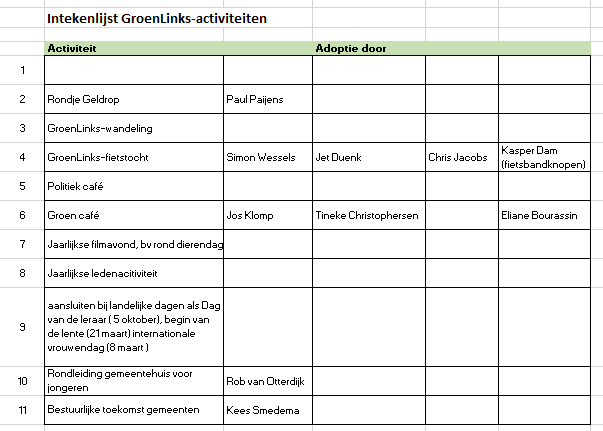 Intekenlijst GroenLinks-activiteiten
Activiteit Adoptie door
1
2 Rondje Geldrop Paul Paijens
3 GroenLinks-wandeling
4 GroenLinks-fietstocht Simon Wessels Jet Duenk Chris Jacobs Kasper Dam
(fietsbandknopen)
5 Politiek café
6 Groen café Jos Klomp Tineke Christophersen Eliane Bourassin
7 Jaarlijkse filmavond, bv rond dierendag
8 Jaarlijkse ledenacitiviteit
9 aansluiten bij landelijke dagen als Dag
van de leraar ( 5 oktober), begin van
de lente (21 maart) internationale
vrouwendag (8 maart )
10 Rondleiding gemeentehuis voor
jongeren Rob van Otterdijk
11 Bestuurlijke toekomst gemeenten Kees Smedema